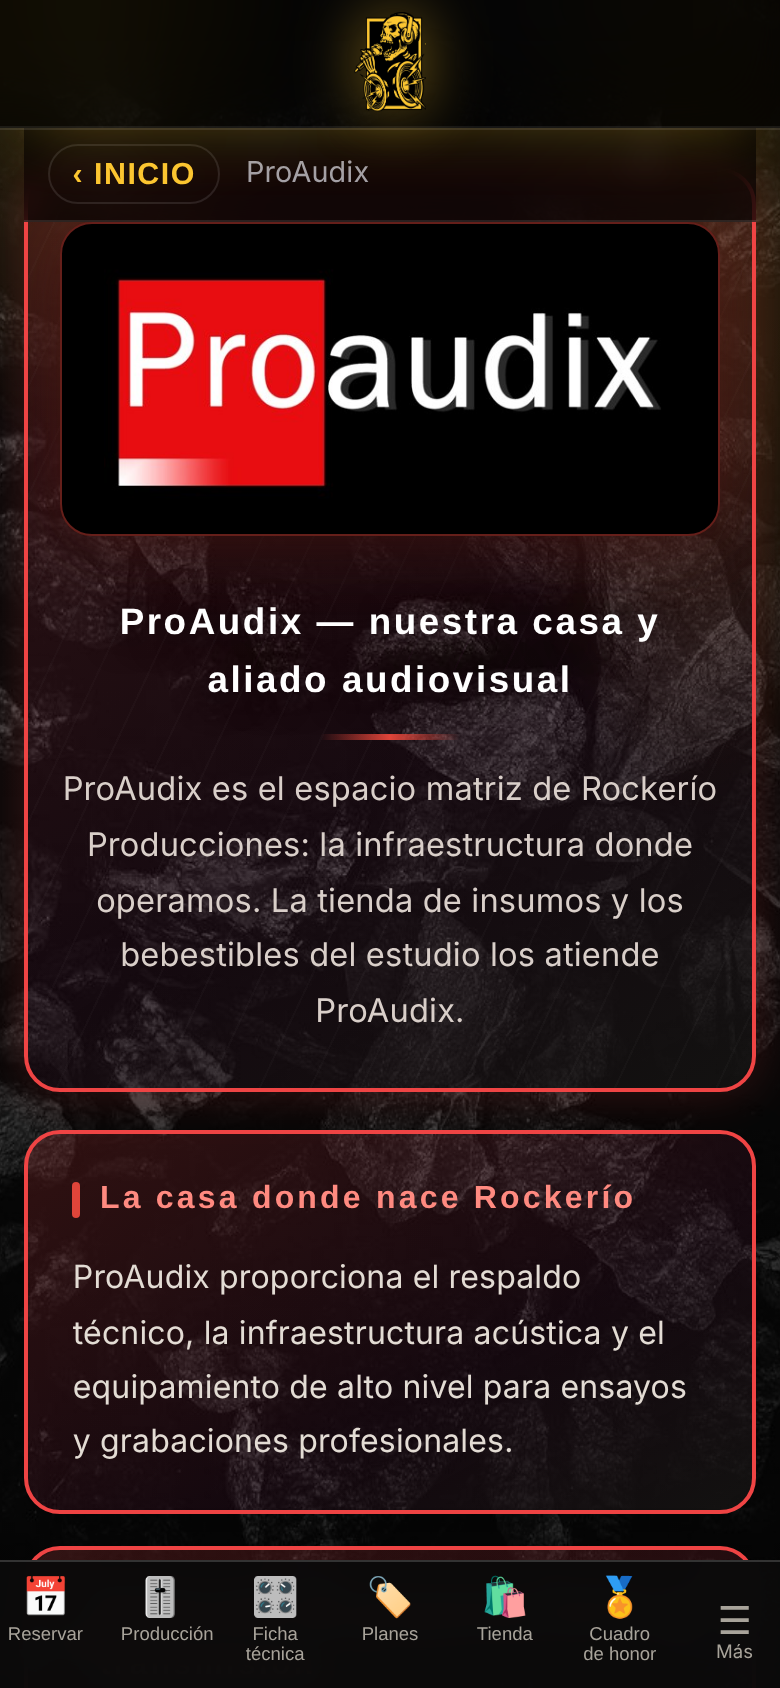 ‹ INICIO ProAudix
Proaudix
ProAudix — nuestra casa y
aliado audiovisual
ProAudix es el espacio matriz de Rockerío
Producciones: la infraestructura donde
operamos. La tienda de insumos y los
bebestibles del estudio los atiende
ProAudix.
La casa donde nace Rockerío
ProAudix proporciona el respaldo
técnico, la infraestructura acústica y el
equipamiento de alto nivel para ensayos
y grabaciones profesionales.
July
17
Reservar
Producción
Ficha
técnica
Planes
Tienda
Cuadro
de honor
Más